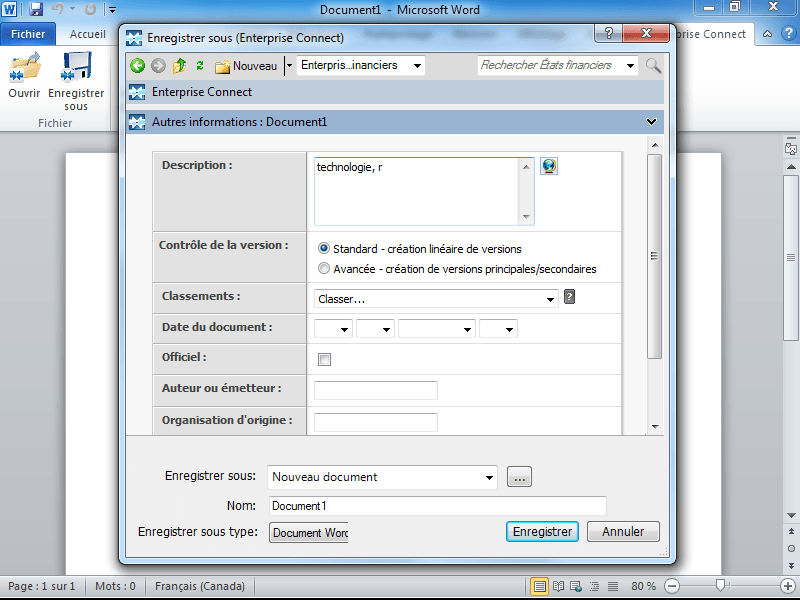 Document1 - Microsoft Word
Fichier
Accueil
Enregistrer sous (Enterprise Connect)
rise Connect
Ouvrir
Enregistrer
sous
Fichier
Nouveau
Enterpris..inanciers
Rechercher États financiers
Enterprise Connect
Autres informations : Document1
Description :
technologie, r
Contrôle de la version :
Standard - création linéaire de versions
Avancée - création de versions principales/secondaires
Classements :
Classer...
?
Date du document :
Officiel :
Auteur ou émetteur :
Organisation d'origine :
Enregistrer sous:
Nouveau document
...
Nom:
Document1
Enregistrer sous type:
Document Word
Enregistrer
Annuler
Page : 1 sur 1
Mots : 0
Français (Canada)
80 %